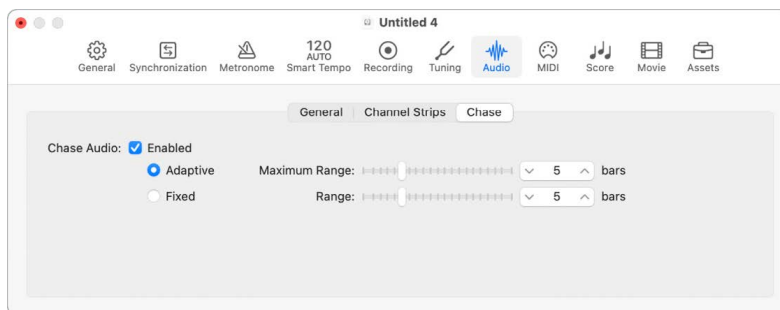 Untitled 4
120
AUTO
General Synchronization Metronome Smart Tempo Recording Tuning Audio MIDI Score Movie Assets
General Channel Strips Chase
Chase Audio: Enabled
Adaptive Maximum Range: 5 bars
Fixed Range: 5 bars